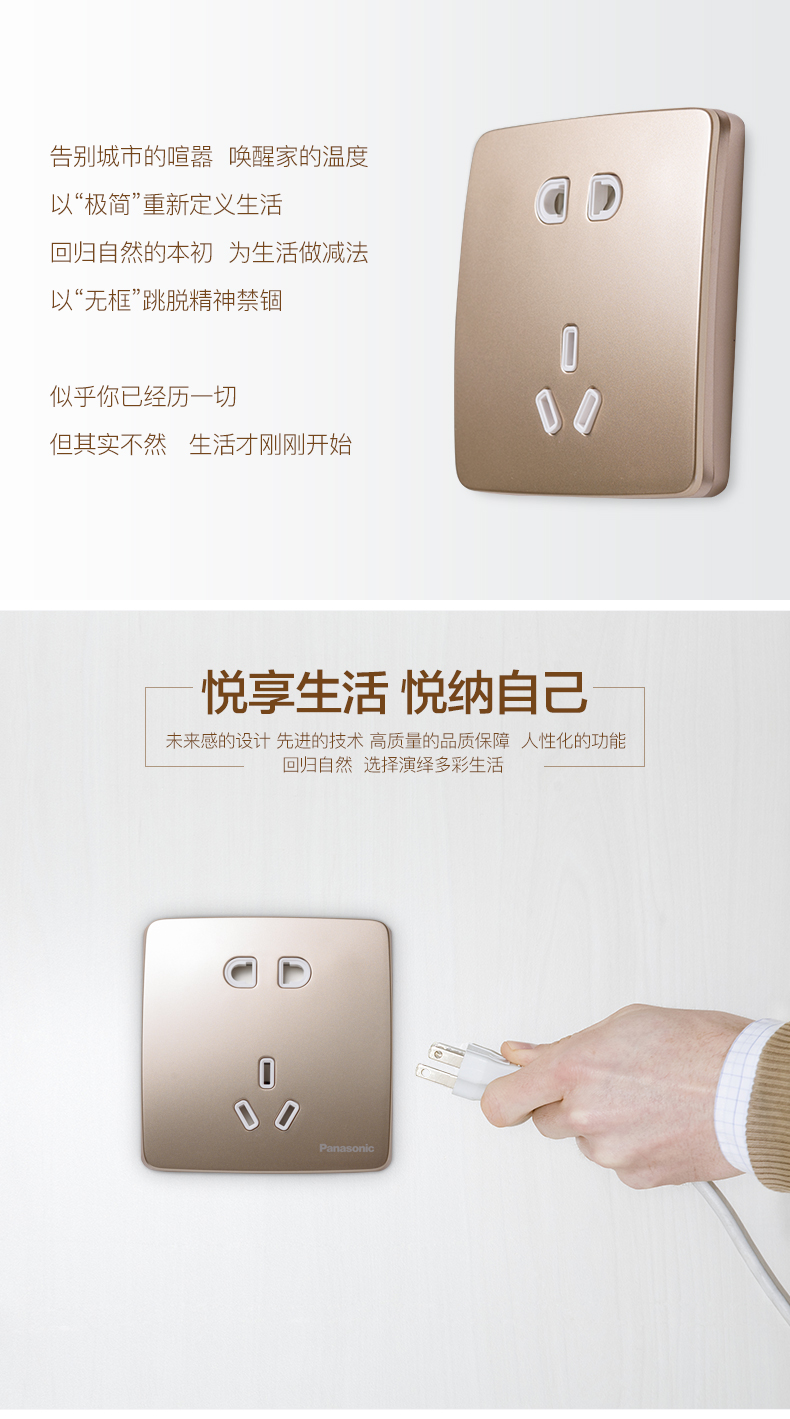 告别城市的喧嚣 唤醒家的温度
以“极简”重新定义生活
回归自然的本初 为生活做减法
以“无框”跳脱精神禁锢
似乎你已经历一切
但其实不然 生活才刚刚开始
悦享生活 悦纳自己
未来感的设计 先进的技术 高质量的品质保障 人性化的功能
回归自然 选择演绎多彩生活
Panasonic